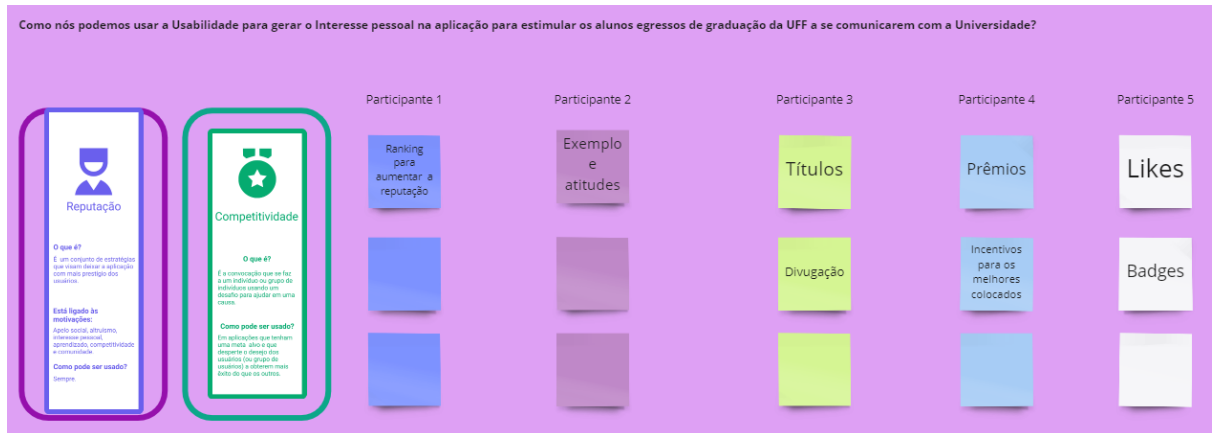 Como nós podemos usar a Usabilidade para gerar o Interesse pessoal na aplicação para estimular os alunos egressos de graduação da UFF a se comunicarem com a Universidade?
Reputação
O que é?
É um conjunto de estratégias
que visam deixar a aplicação
com mais prestígio dos
usuários.
Está ligado às
motivações:
Apoio social, altruísmo,
interesse pessoal,
aprendizado, competitividade
e comunidade.
Como pode ser usado?
Sempre.
Competitividade
O que é?
É a convocação que se faz
a um indivíduo ou grupo de
indivíduos usando um
desafio para ajudar em uma
causa.
Como pode ser usado?
Em aplicações que tenham
uma meta alvo e que
desperte o desejo dos
usuários (ou grupo de
usuários) a obterem mais
êxito do que os outros.
Participante 1
Ranking
para
aumentar a
reputação
Participante 2
Exemplo
e
atitudes
Participante 3
Títulos
Divugação
Participante 4
Prêmios
Incentivos
para os
melhores
colocados
Participante 5
Likes
Badges